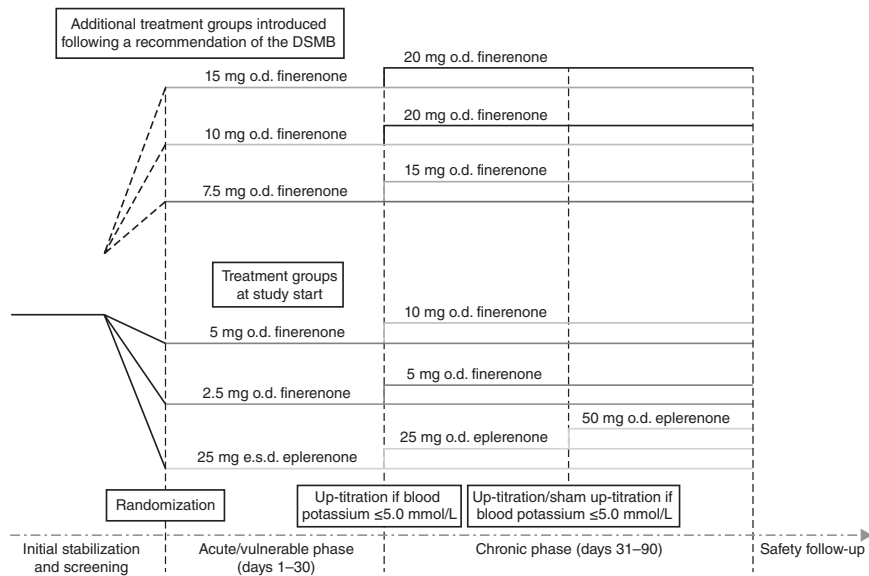 Additional treatment groups introduced
following a recommendation of the DSMB
20 mg o.d. finerenone
15 mg o.d. finerenone
20 mg o.d. finerenone
10 mg o.d. finerenone
15 mg o.d. finerenone
7.5 mg o.d. finerenone
Treatment groups
at study start
10 mg o.d. finerenone
5 mg o.d. finerenone
5 mg o.d. finerenone
2.5 mg o.d. finerenone
50 mg o.d. eplerenone
25 mg o.d. eplerenone
25 mg e.s.d. eplerenone
Randomization
Up-titration if blood
potassium ≤5.0 mmol/L
Up-titration/sham up-titration if
blood potassium ≤5.0 mmol/L
Initial stabilization
and screening
Acute/vulnerable phase
(days 1–30)
Chronic phase (days 31–90)
Safety follow-up